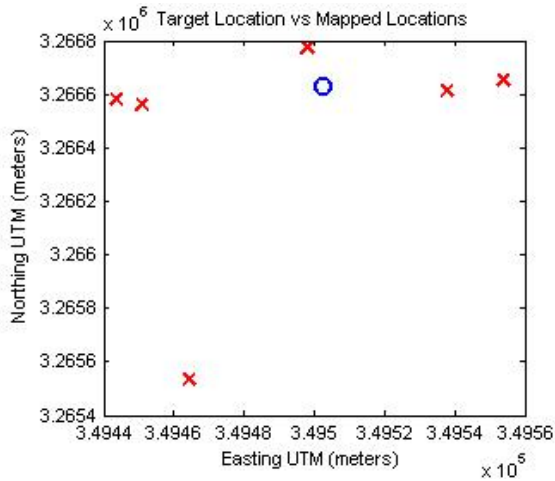 x 10^6 Target Location vs Mapped Locations
3.2668
3.2666
3.2664
3.2662
3.266
3.2658
3.2656
3.2654
Northing UTM (meters)
3.4944 3.4946 3.4948 3.495 3.4952 3.4954 3.4956
Easting UTM (meters)
x 10^5